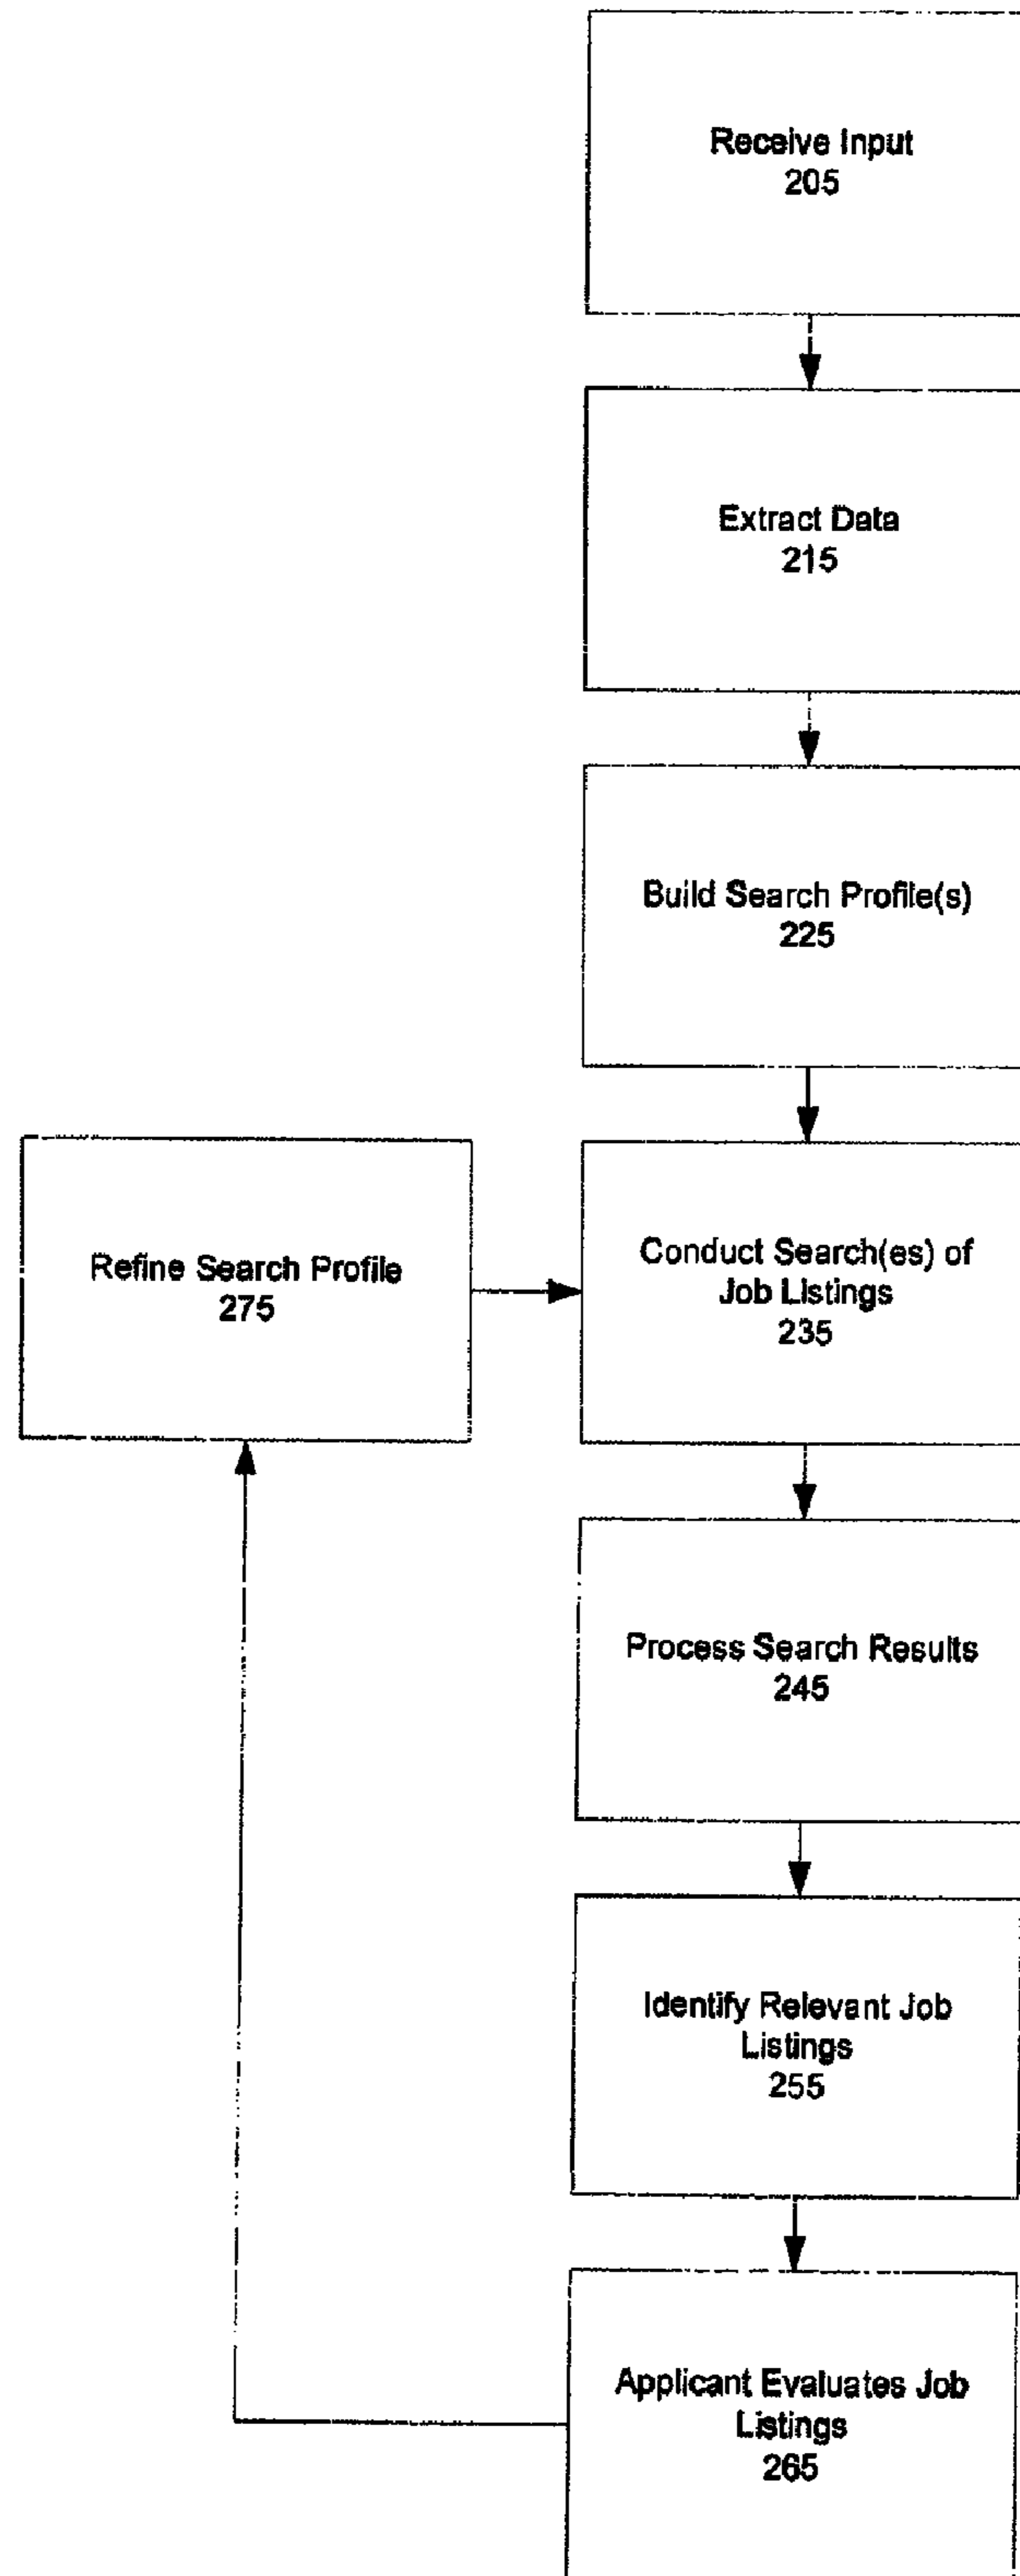 Receive Input
205
Extract Data
215
Build Search Profile(s)
225
Refine Search Profile
275
Conduct Search(es) of
Job Listings
235
Process Search Results
245
Identify Relevant Job
Listings
255
Applicant Evaluates Job
Listings
265